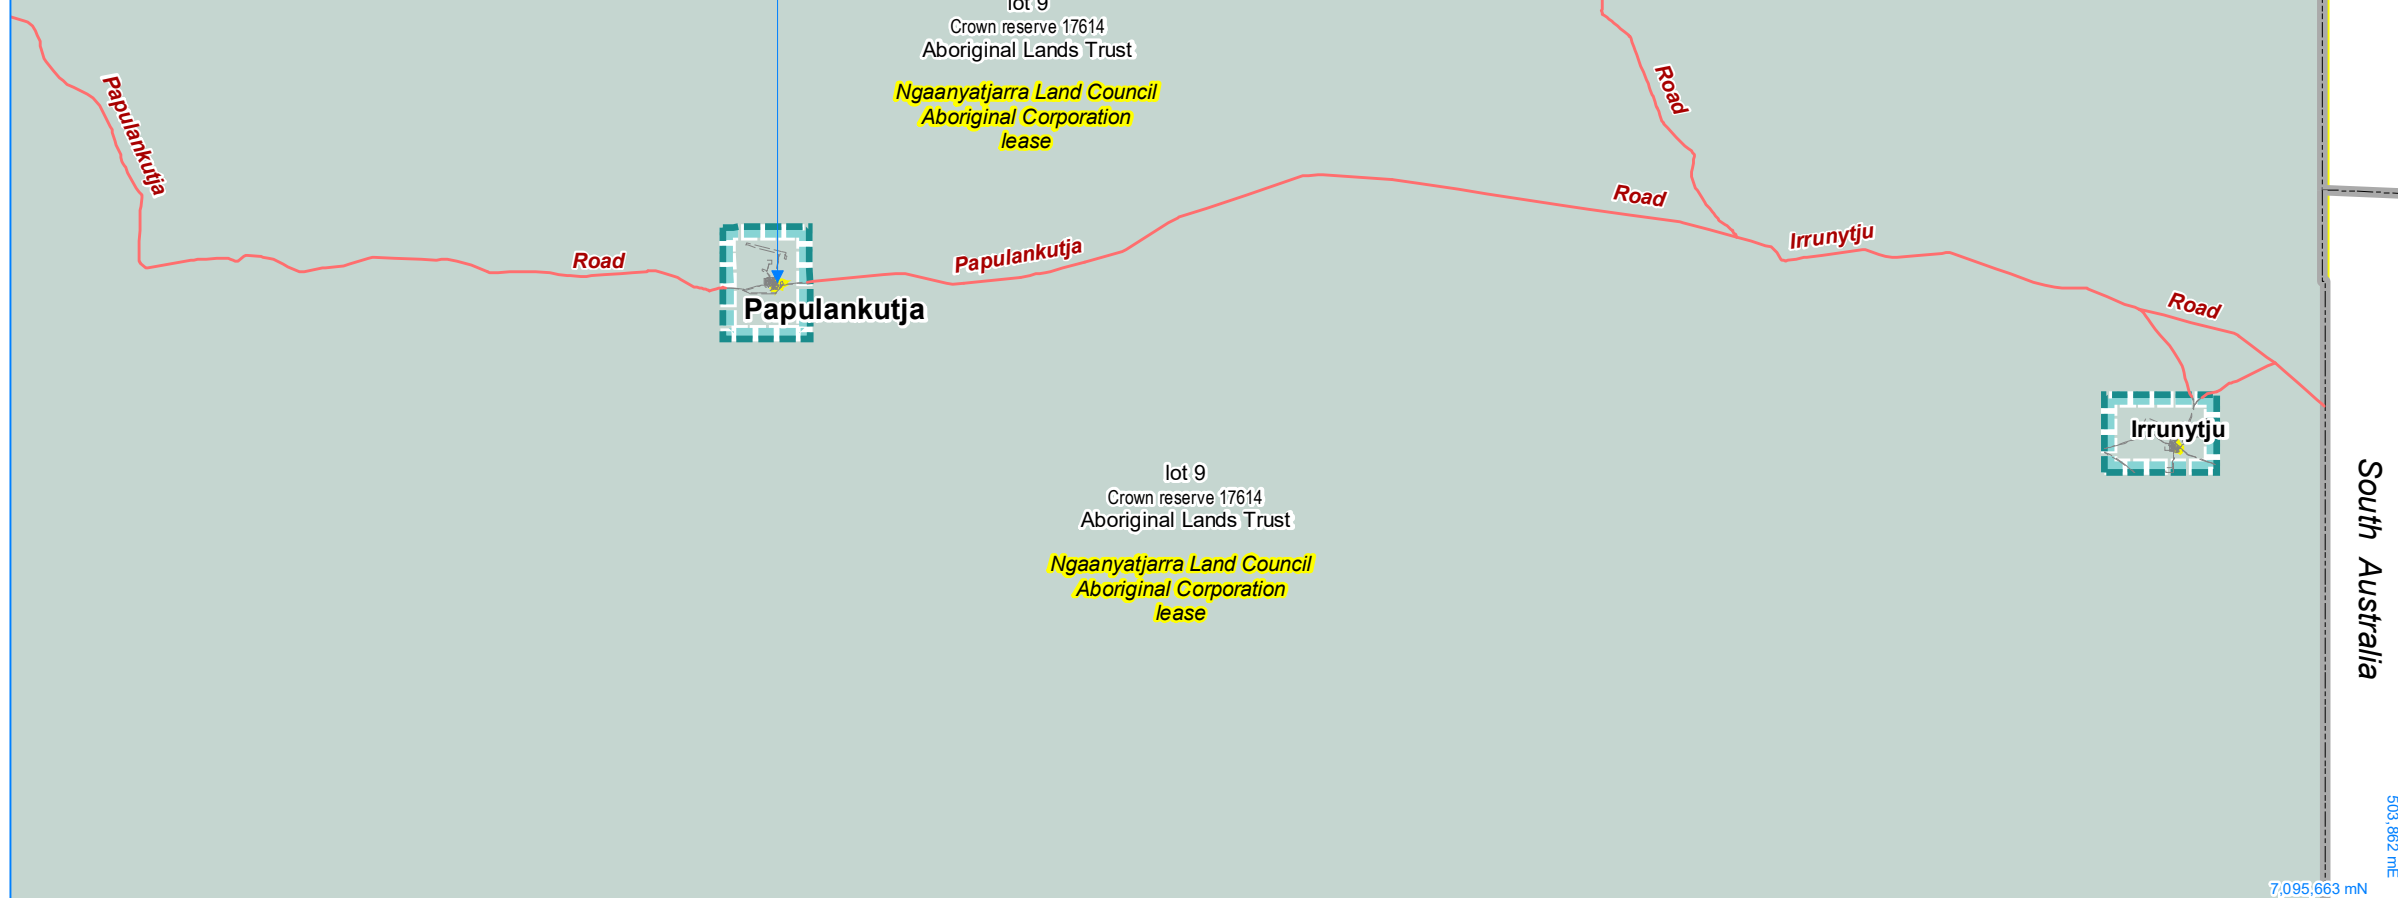 lot 9
Crown reserve 17614
Aboriginal Lands Trust
Ngaanyatjarra Land Council
Aboriginal Corporation
lease
Papulankutja
Road
Road
Papulankutja
Road
Irrunytju
Road
Papulankutja
Irrunytju
lot 9
Crown reserve 17614
Aboriginal Lands Trust
Ngaanyatjarra Land Council
Aboriginal Corporation
lease
South Australia
503,862 mE
7,095,663 mN